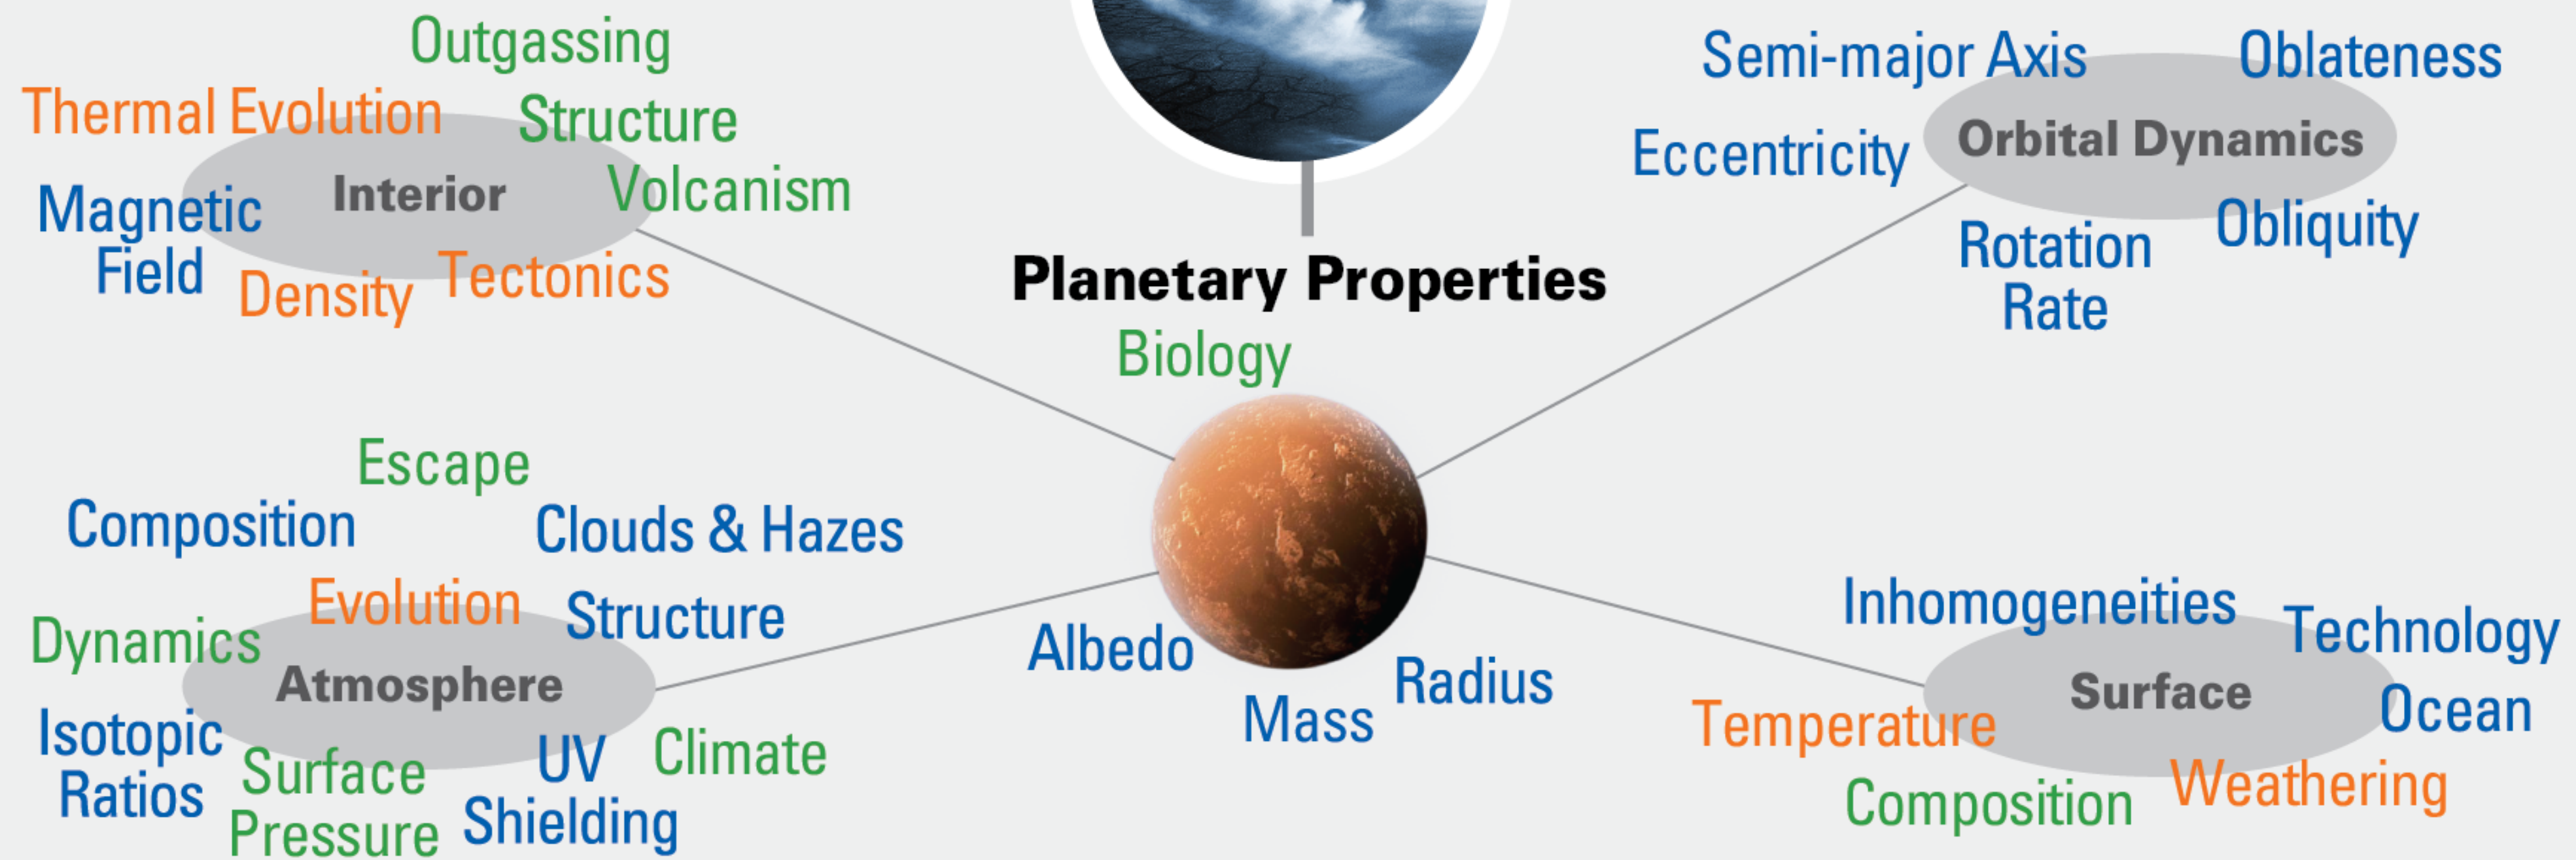 Outgassing
Thermal Evolution
Structure
Volcanism
Interior
Magnetic
Field
Density
Tectonics
Semi-major Axis
Oblateness
Orbital Dynamics
Eccentricity
Obliquity
Rotation
Rate
Planetary Properties
Biology
Albedo
Mass
Radius
Escape
Composition
Clouds & Hazes
Evolution
Structure
Dynamics
Atmosphere
Isotopic
Ratios
Surface
Pressure
UV
Shielding
Climate
Inhomogeneities
Technology
Surface
Ocean
Temperature
Weathering
Composition